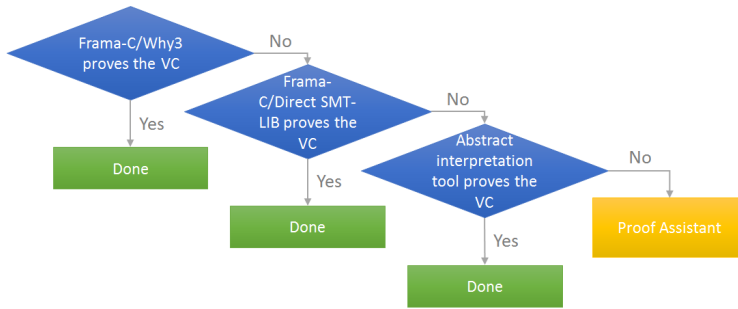 Frama-C/Why3
proves the VC
No
Frama-
C/Direct SMT-
LIB proves the
VC
No
Yes
Abstract
interpretation
tool proves the
VC
No
Done
Yes
Done
Proof Assistant
Yes
Done